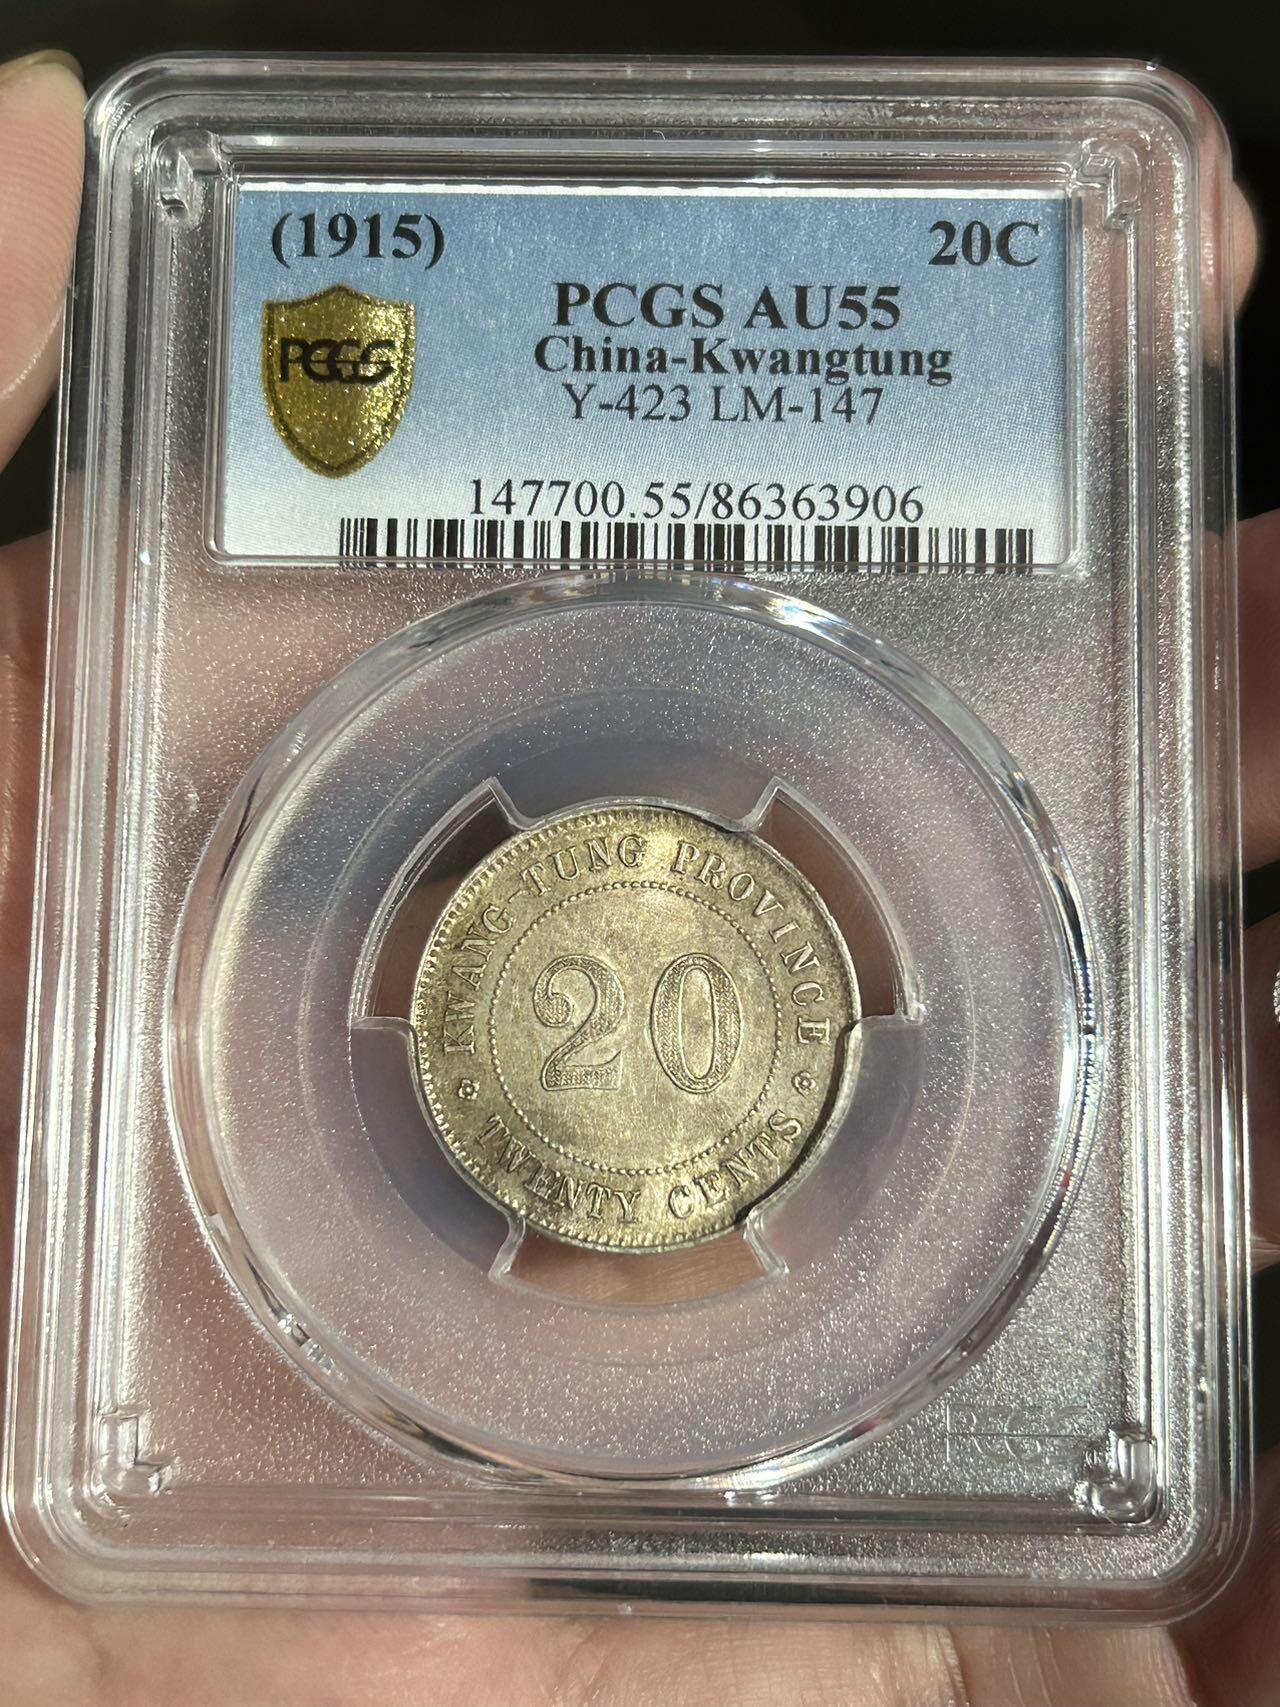 (1915) 20C
PCGS AU55
China-Kwangtung
Y-423 LM-147
PCGS
147700.55/86363906
KWANG-TUNG PROVINCE
20
TWENTY CENTS
PCGS